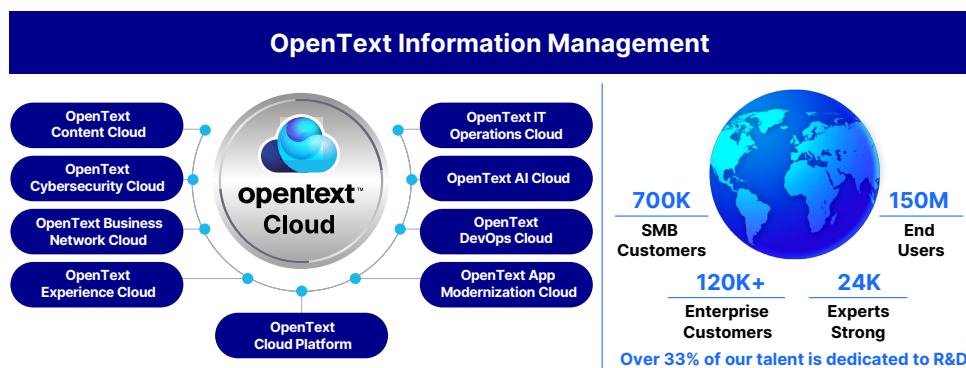 OpenText Information Management
OpenText
Content Cloud
OpenText
Cybersecurity Cloud
OpenText Business
Network Cloud
OpenText
Experience Cloud
opentext™
Cloud
OpenText IT
Operations Cloud
OpenText AI Cloud
OpenText
DevOps Cloud
OpenText App
Modernization Cloud
OpenText
Cloud Platform
700K
SMB
Customers
150M
End
Users
120K+
Enterprise
Customers
24K
Experts
Strong
Over 33% of our talent is dedicated to R&D